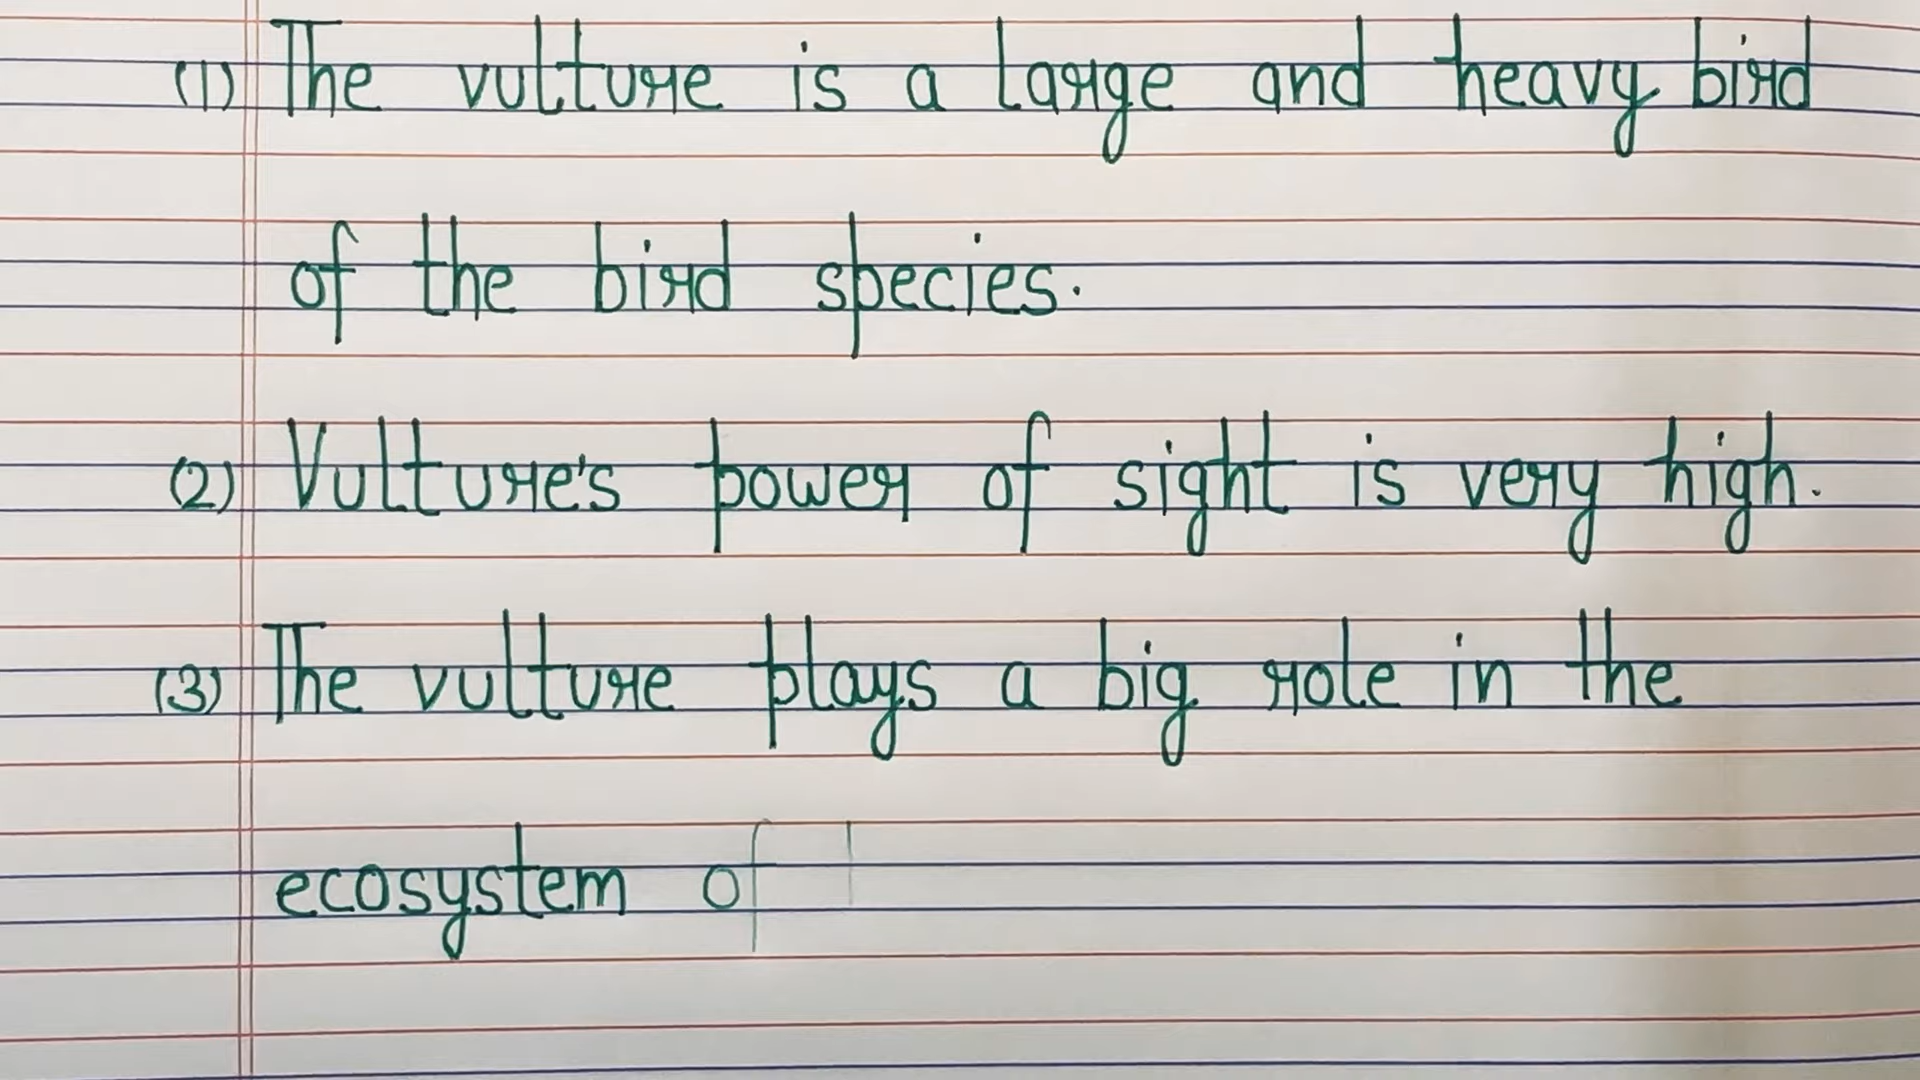 (1) The vulture is a large and heavy bird
of the bird species.
(2) Vulture's power of sight is very high.
(3) The vulture plays a big role in the
ecosystem of